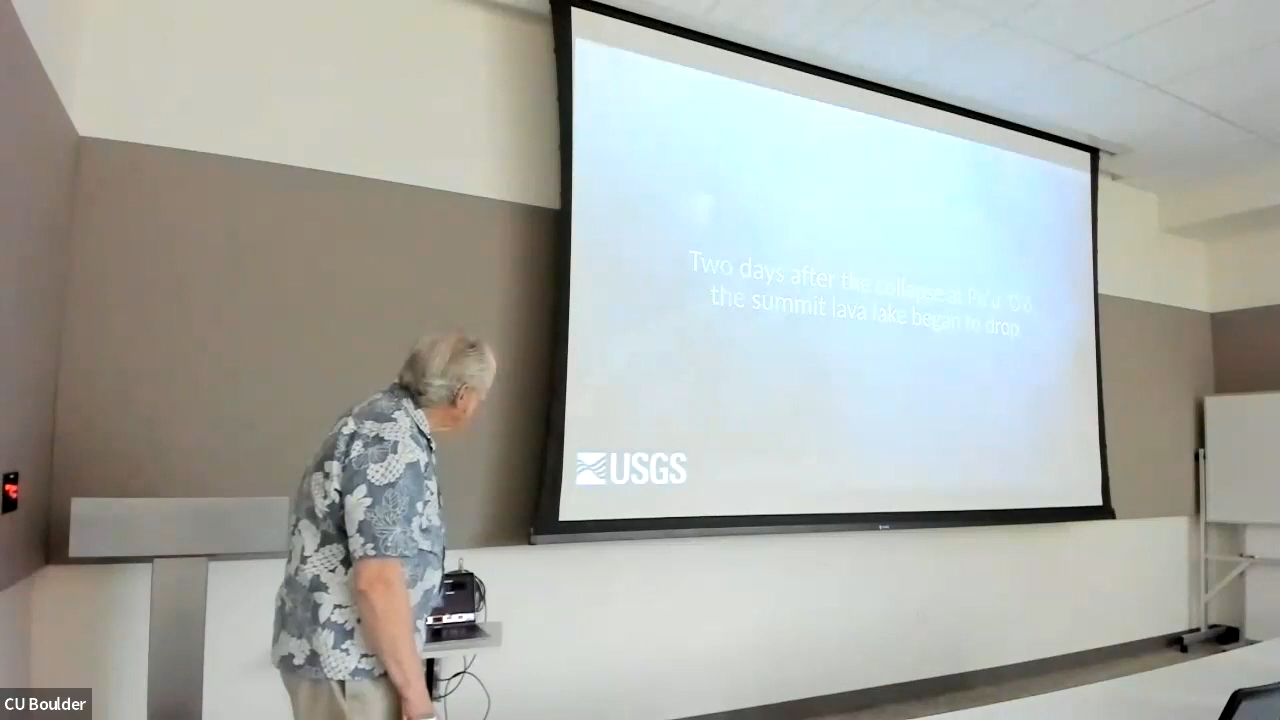 Two days after the collapse at Pu‘u ‘Ō‘ō
the summit lava lake began to drop
USGS
CU Boulder